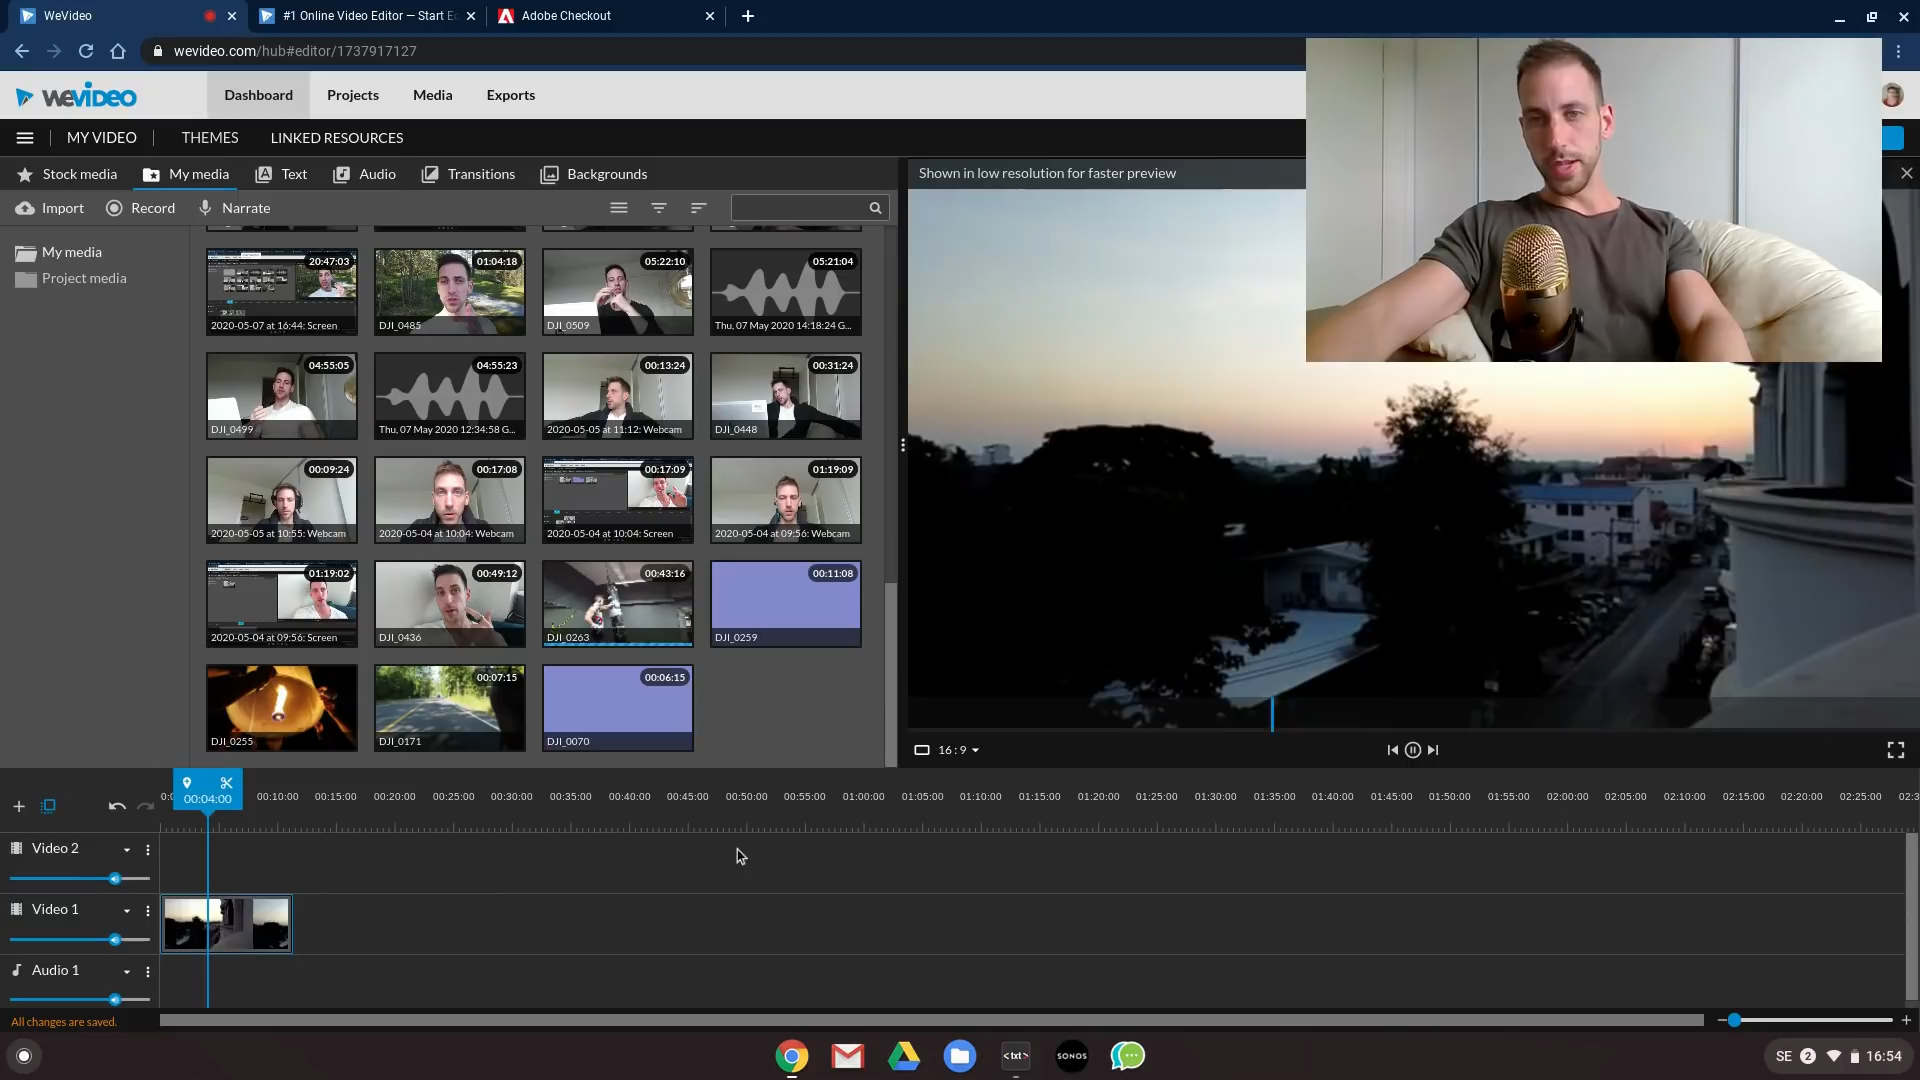 WeVideo
#1 Online Video Editor — Start E
Adobe Checkout
wevideo.com/hub#editor/1737917127
wevideo
Dashboard
Projects
Media
Exports
MY VIDEO
THEMES
LINKED RESOURCES
Stock media
My media
Text
Audio
Transitions
Backgrounds
Shown in low resolution for faster preview
Import
Record
Narrate
My media
Project media
20:47:03
2020-05-07 at 16:44: Screen
01:04:18
DJI_0485
05:22:10
DJI_0509
05:21:04
Thu, 07 May 2020 14:18:24 G...
04:55:05
DJI_0499
04:55:23
Thu, 07 May 2020 12:34:58 G...
00:13:24
2020-05-05 at 11:12: Webcam
00:31:24
DJI_0448
00:09:24
2020-05-05 at 10:55: Webcam
00:17:08
2020-05-04 at 10:04: Webcam
00:17:09
2020-05-04 at 10:04: Screen
01:19:09
2020-05-04 at 09:56: Webcam
01:19:02
2020-05-04 at 09:56: Screen
00:49:12
DJI_0436
00:43:16
DJI_0263
00:11:08
DJI_0259
DJI_0255
00:07:15
DJI_0171
00:06:15
DJI_0070
16:9
00:04:00
0:0
00:10:00
00:15:00
00:20:00
00:25:00
00:30:00
00:35:00
00:40:00
00:45:00
00:50:00
00:55:00
01:00:00
01:05:00
01:10:00
01:15:00
01:20:00
01:25:00
01:30:00
01:35:00
01:40:00
01:45:00
01:50:00
01:55:00
02:00:00
02:05:00
02:10:00
02:15:00
02:20:00
02:25:00
02:3
Video 2
Video 1
Audio 1
All changes are saved.
<txt>
SONOS
SE
2
16:54